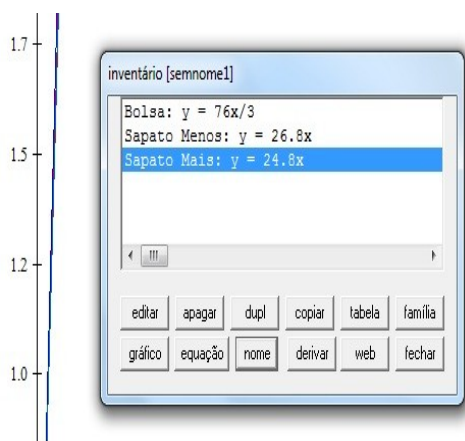 1.7
1.5
1.2
1.0
inventário [semnome1]
Bolsa: y = 76x/3
Sapato Menos: y = 26.8x
Sapato Mais: y = 24.8x
editar apagar dupl copiar tabela família
gráfico equação nome derivar web fechar